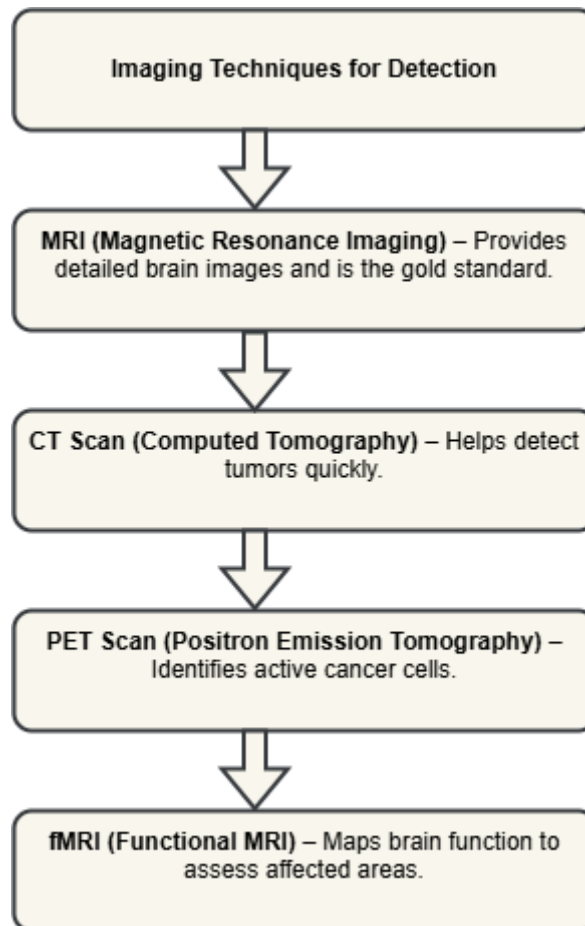 Imaging Techniques for Detection
MRI (Magnetic Resonance Imaging) – Provides
detailed brain images and is the gold standard.
CT Scan (Computed Tomography) – Helps detect
tumors quickly.
PET Scan (Positron Emission Tomography) –
Identifies active cancer cells.
fMRI (Functional MRI) – Maps brain function to
assess affected areas.